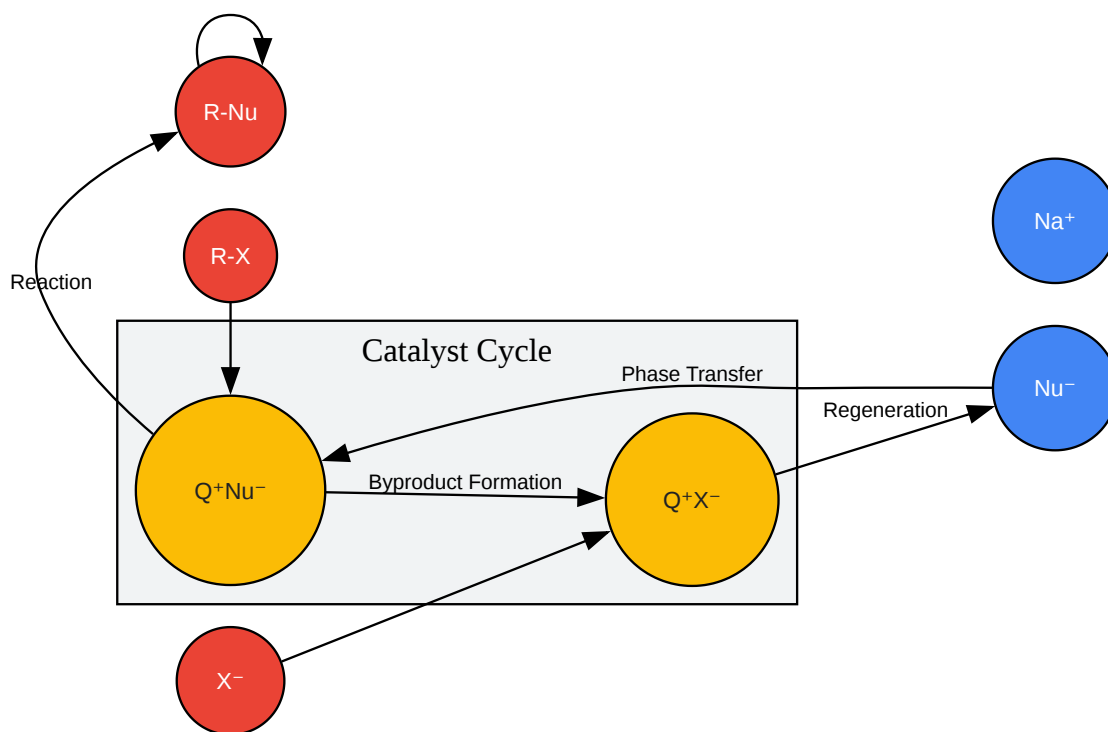 R-Nu
Na⁺
R-X
Reaction
Catalyst Cycle
Phase Transfer
Nu⁻
Regeneration
Byproduct Formation
Q⁺Nu⁻
Q⁺X⁻
X⁻